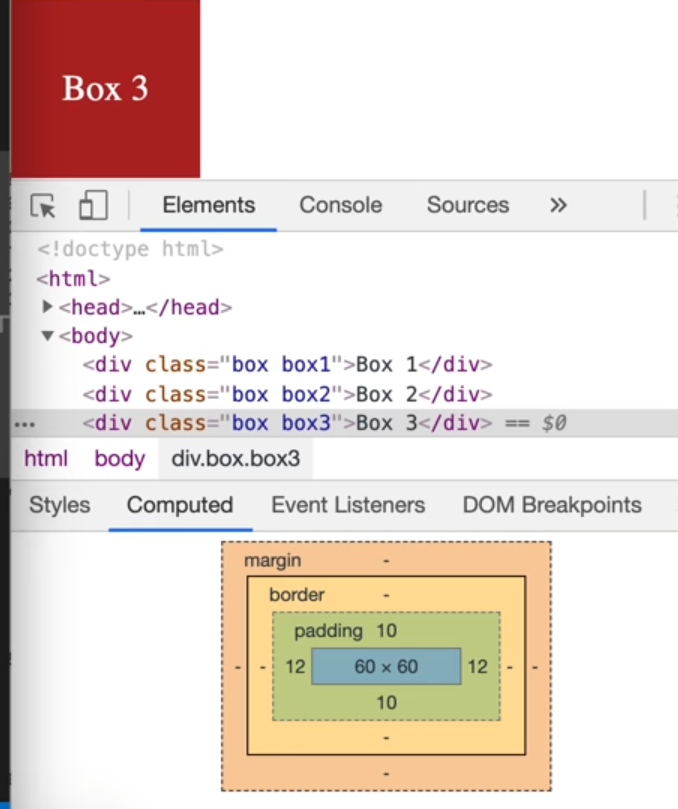 Box 3
Elements Console Sources »
<!doctype html>
<html>
▶<head>…</head>
▼<body>
<div class="box box1">Box 1</div>
<div class="box box2">Box 2</div>
... <div class="box box3">Box 3</div> == $0
html body div.box.box3
Styles Computed Event Listeners DOM Breakpoints
margin -
border -
padding 10
- - 12 60 × 60 12 - -
10
-
-